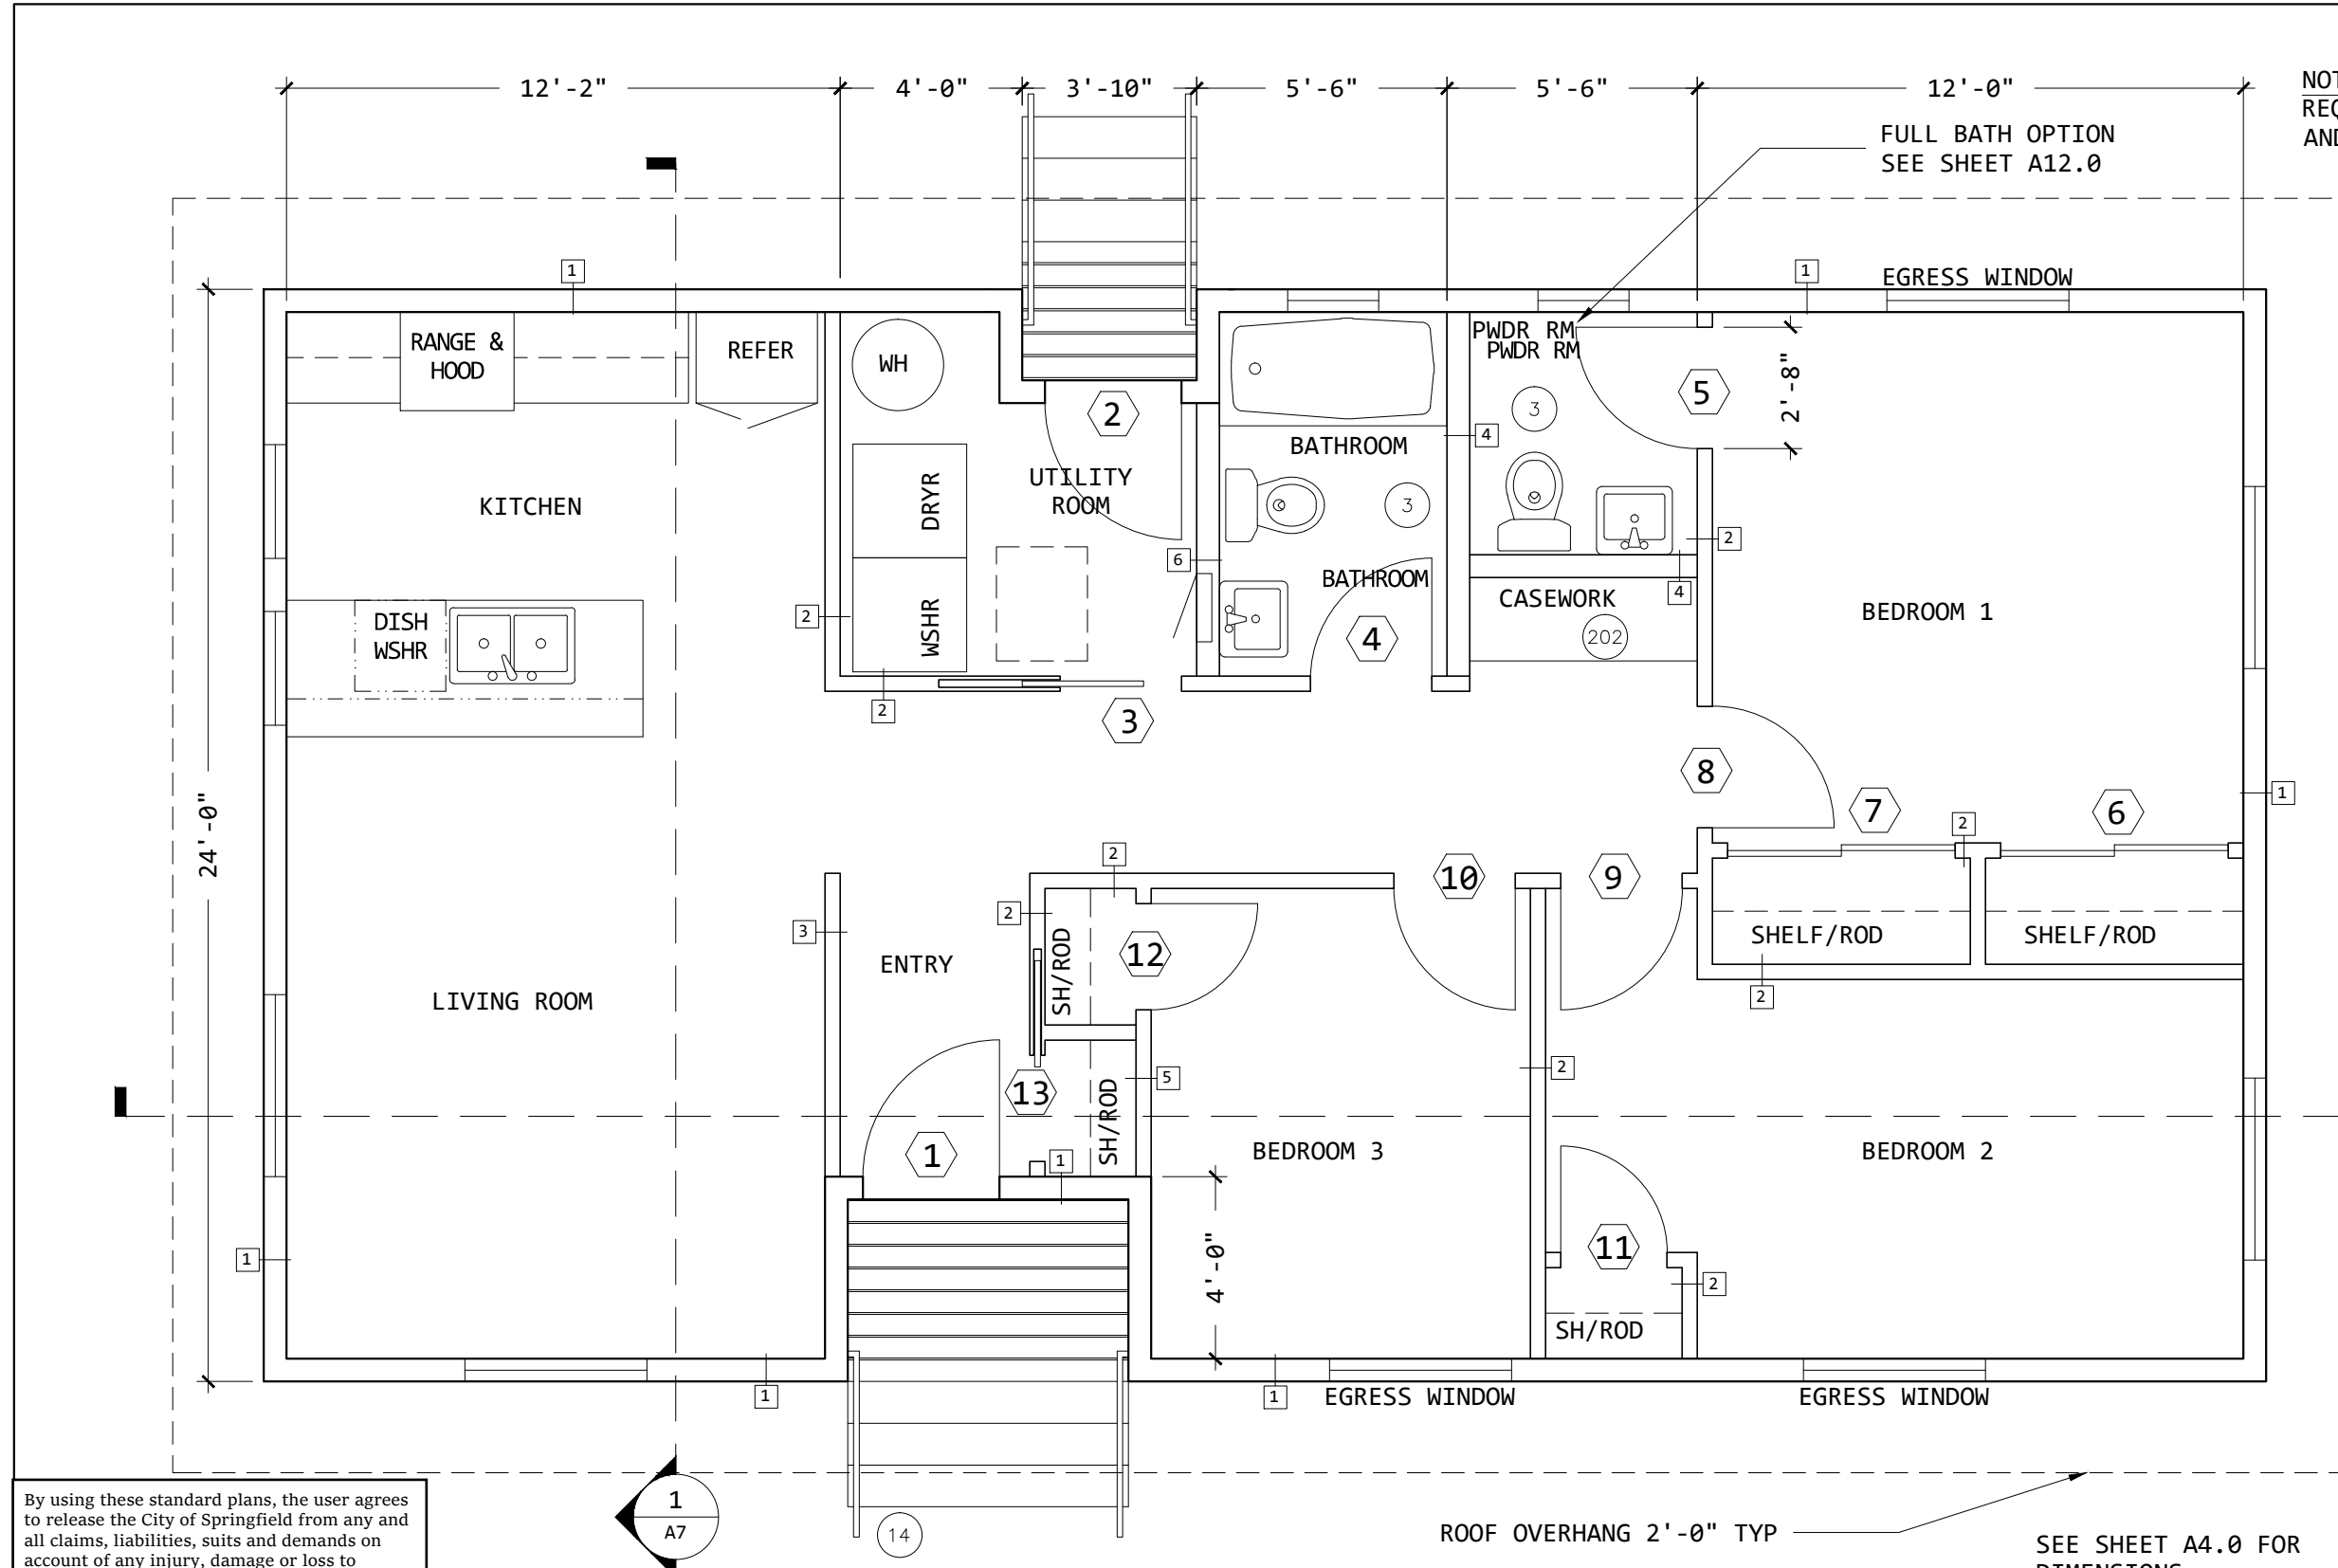 12'-2"
4'-0"
3'-10"
5'-6"
5'-6"
12'-0"
FULL BATH OPTION
SEE SHEET A12.0
1
1
EGRESS WINDOW
RANGE &
HOOD
REFER
WH
PWDR RM
PWDR RM
2
3
5
2'-8"
4
BATHROOM
UTILITY
ROOM
KITCHEN
DRYR
3
2
6
BATHROOM
4
CASEWORK
202
BEDROOM 1
DISH
WSHR
2
WSHR
4
2
3
8
7
6
1
2
24'-0"
2
10
9
3
2
SH/ROD
12
SHELF/ROD
SHELF/ROD
ENTRY
LIVING ROOM
2
13
SH/ROD
5
2
1
1
BEDROOM 3
BEDROOM 2
4'-0"
11
2
1
SH/ROD
1
1
EGRESS WINDOW
EGRESS WINDOW
1
A7
14
ROOF OVERHANG 2'-0" TYP
SEE SHEET A4.0 FOR
By using these standard plans, the user agrees
to release the City of Springfield from any and
all claims, liabilities, suits and demands on
account of any injury, damage or loss to